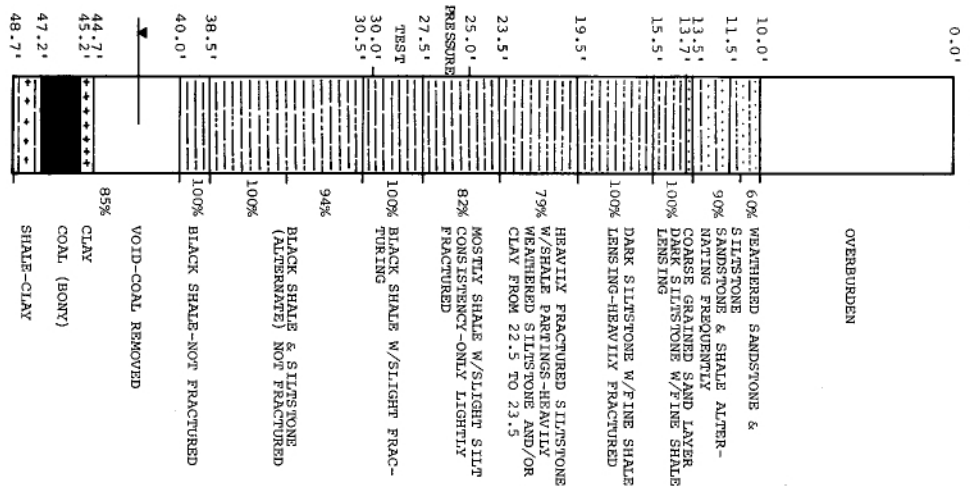 0.0'
OVERBURDEN
10.0'
60% WEATHERED SANDSTONE &
SILTSTONE
11.5'
90% SANDSTONE & SHALE ALTER-
NATING FREQUENTLY
13.5'
COARSE GRAINED SAND LAYER
13.7'
100% DARK SILTSTONE W/FINE SHALE
LENSING
15.5'
100% DARK SILTSTONE W/FINE SHALE
LENSING-HEAVILY FRACTURED
19.5'
79% HEAVILY FRACTURED SILTSTONE
W/SHALE PARTINGS-HEAVILY
WEATHERED SILTSTONE AND/OR
CLAY FROM 22.5 TO 23.5
23.5'
82% MOSTLY SHALE W/SLIGHT SILT
CONSISTENCY-ONLY LIGHTLY
FRACTURED
25.0'
PRESSURE
27.5'
TEST
100% BLACK SHALE W/SLIGHT FRAC-
TURING
30.0'
30.5'
94%
BLACK SHALE & SILTSTONE
(ALTERNATE) NOT FRACTURED
100%
38.5'
100% BLACK SHALE-NOT FRACTURED
40.0'
VOID-COAL REMOVED
85%
44.7'
CLAY
45.2'
COAL (BONY)
47.2'
SHALE-CLAY
48.7'